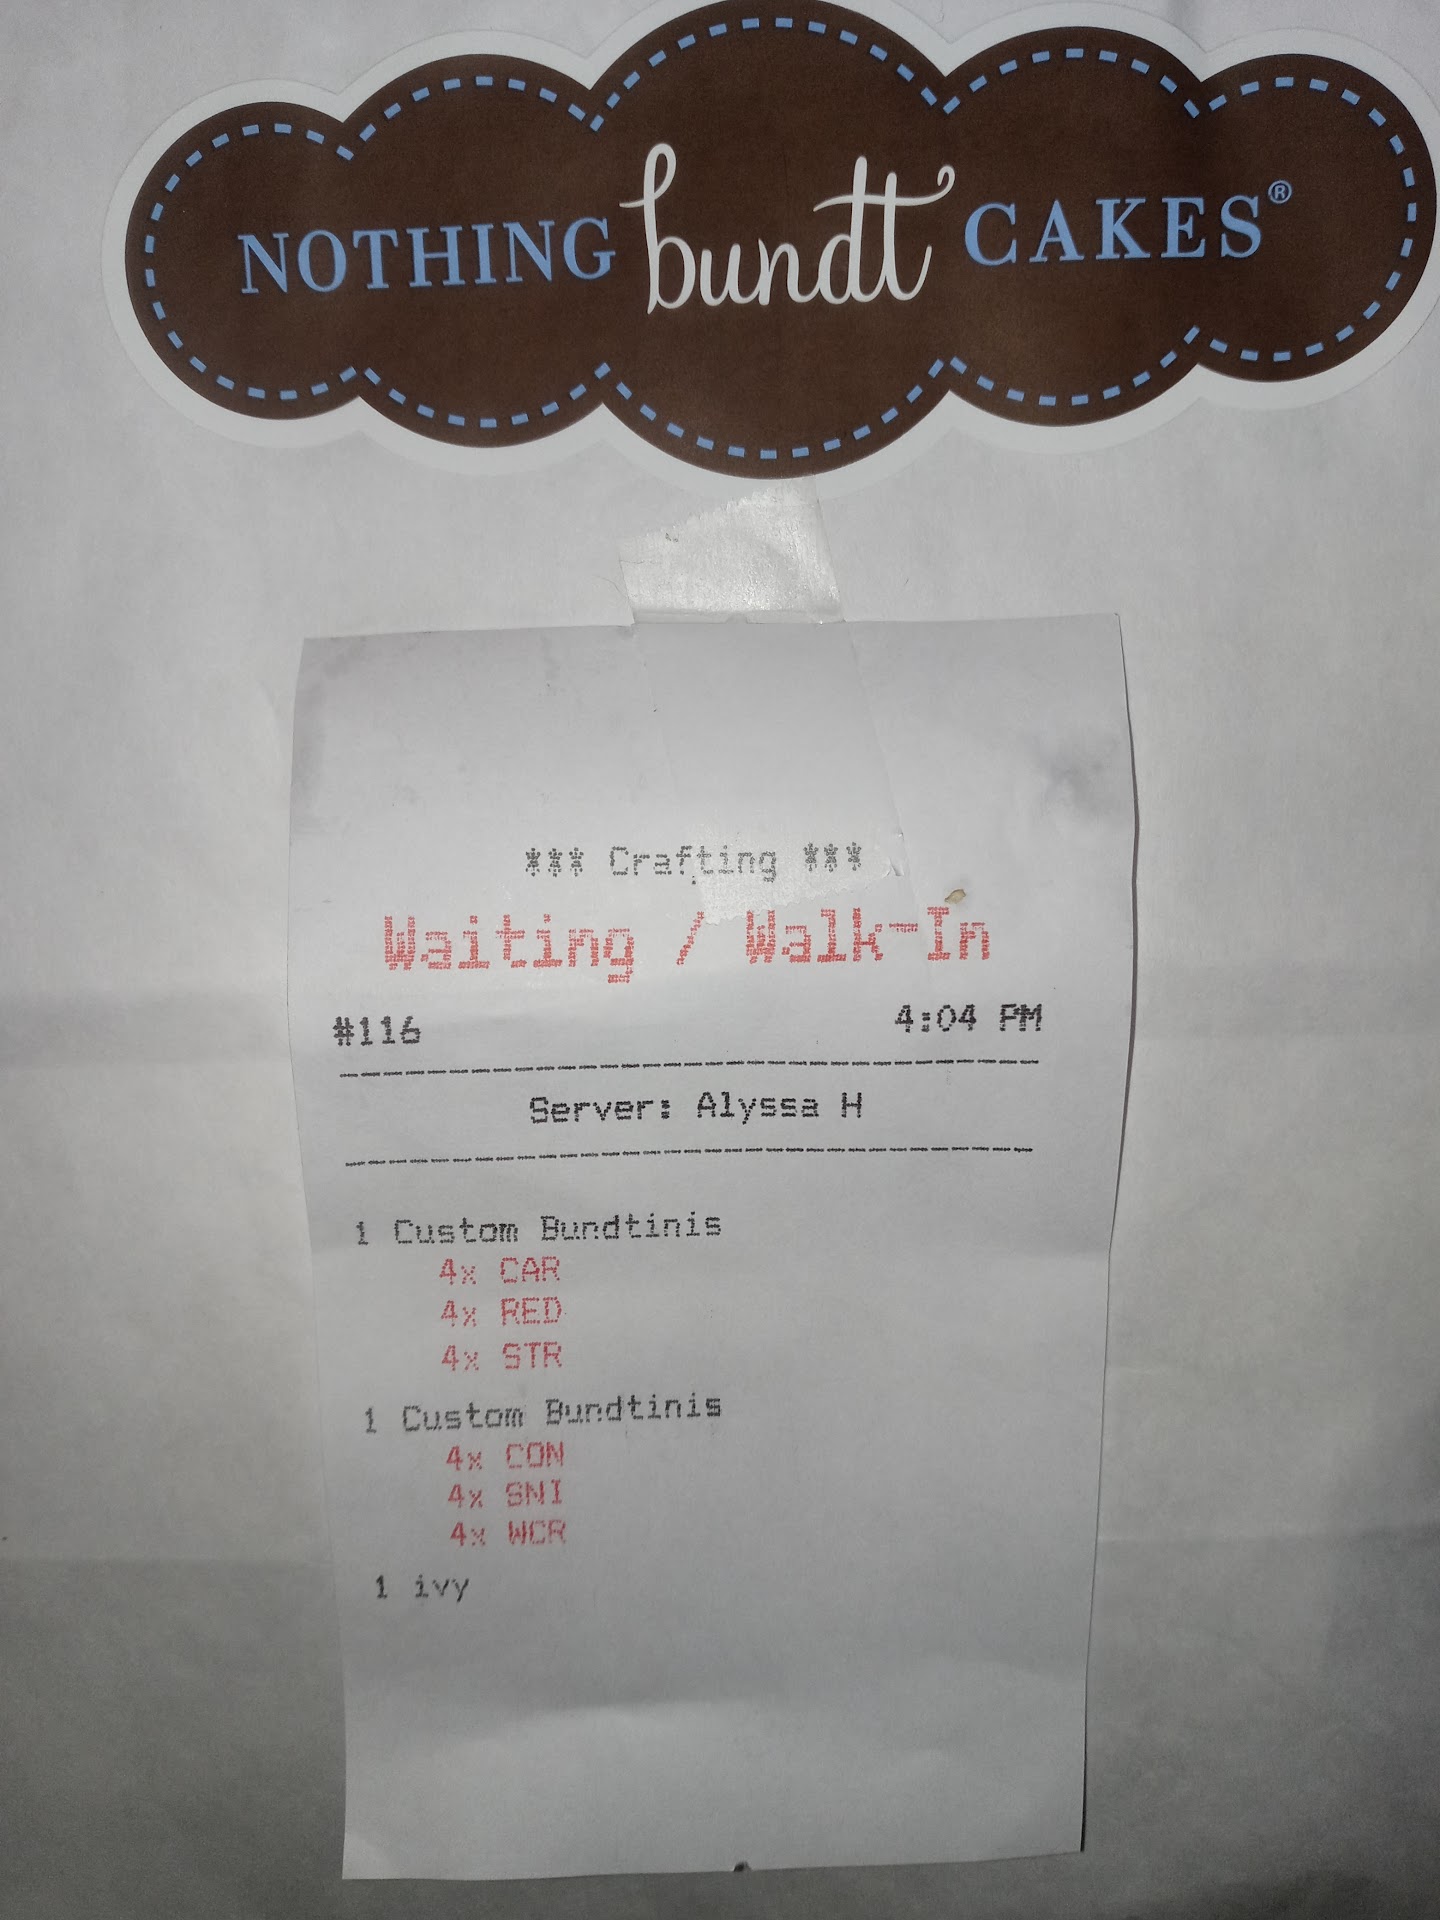 NOTHING bundt CAKES®
*** Crafting ***
Waiting / Walk-In
#116 4:04 PM
Server: Alyssa H
1 Custom Bundtinis
4x CAR
4x RED
4x STR
1 Custom Bundtinis
4x CON
4x SNI
4x WCR
1 ivy